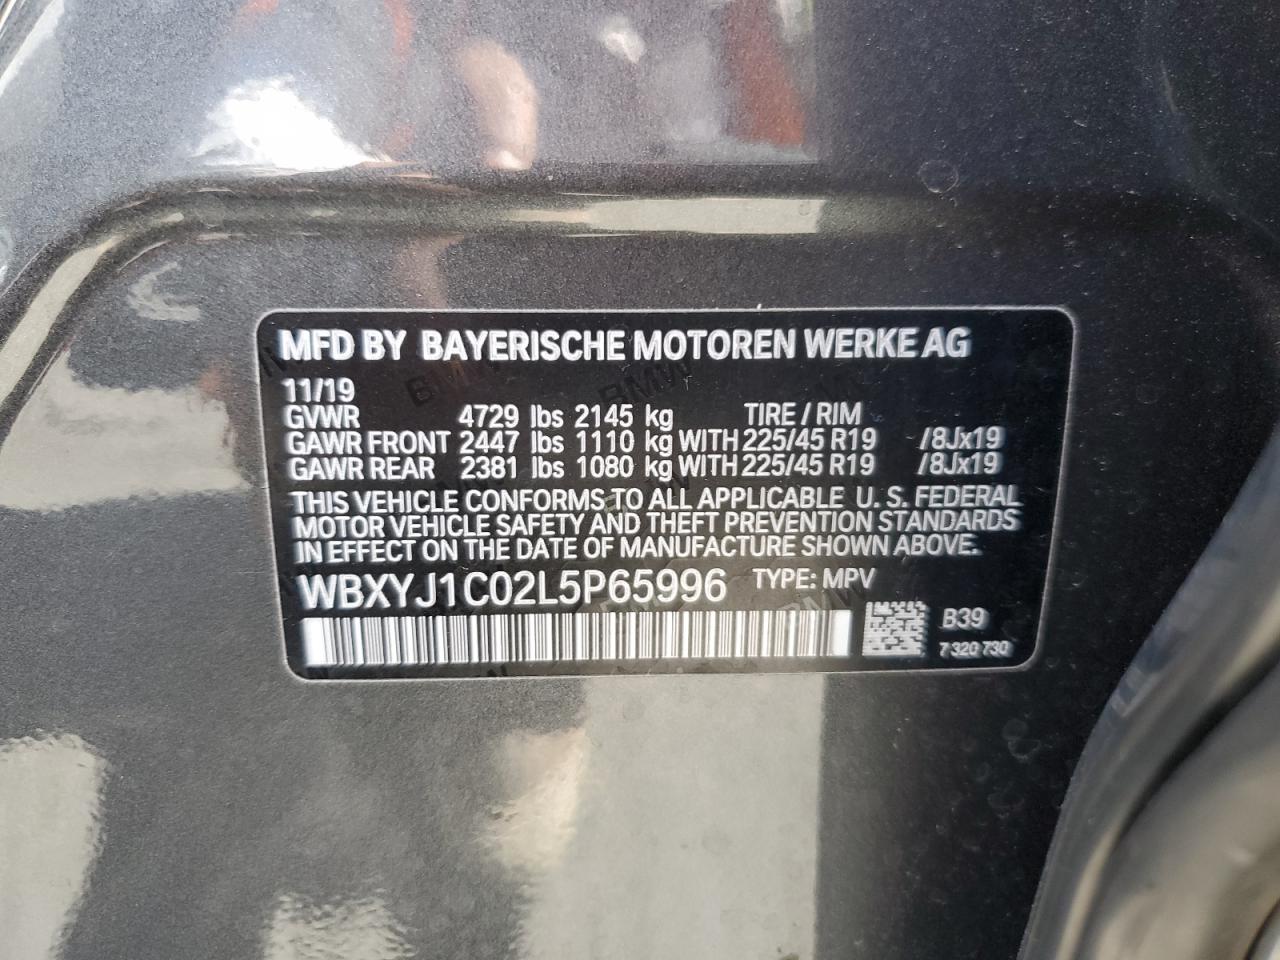 MFD BY BAYERISCHE MOTOREN WERKE AG
11/19
GVWR 4729 lbs 2145 kg TIRE / RIM
GAWR FRONT 2447 lbs 1110 kg WITH 225/45 R19 /8Jx19
GAWR REAR 2381 lbs 1080 kg WITH 225/45 R19 /8Jx19
THIS VEHICLE CONFORMS TO ALL APPLICABLE U. S. FEDERAL
MOTOR VEHICLE SAFETY AND THEFT PREVENTION STANDARDS
IN EFFECT ON THE DATE OF MANUFACTURE SHOWN ABOVE.
WBXYJ1C02L5P65996 TYPE: MPV
B39
7 320 730